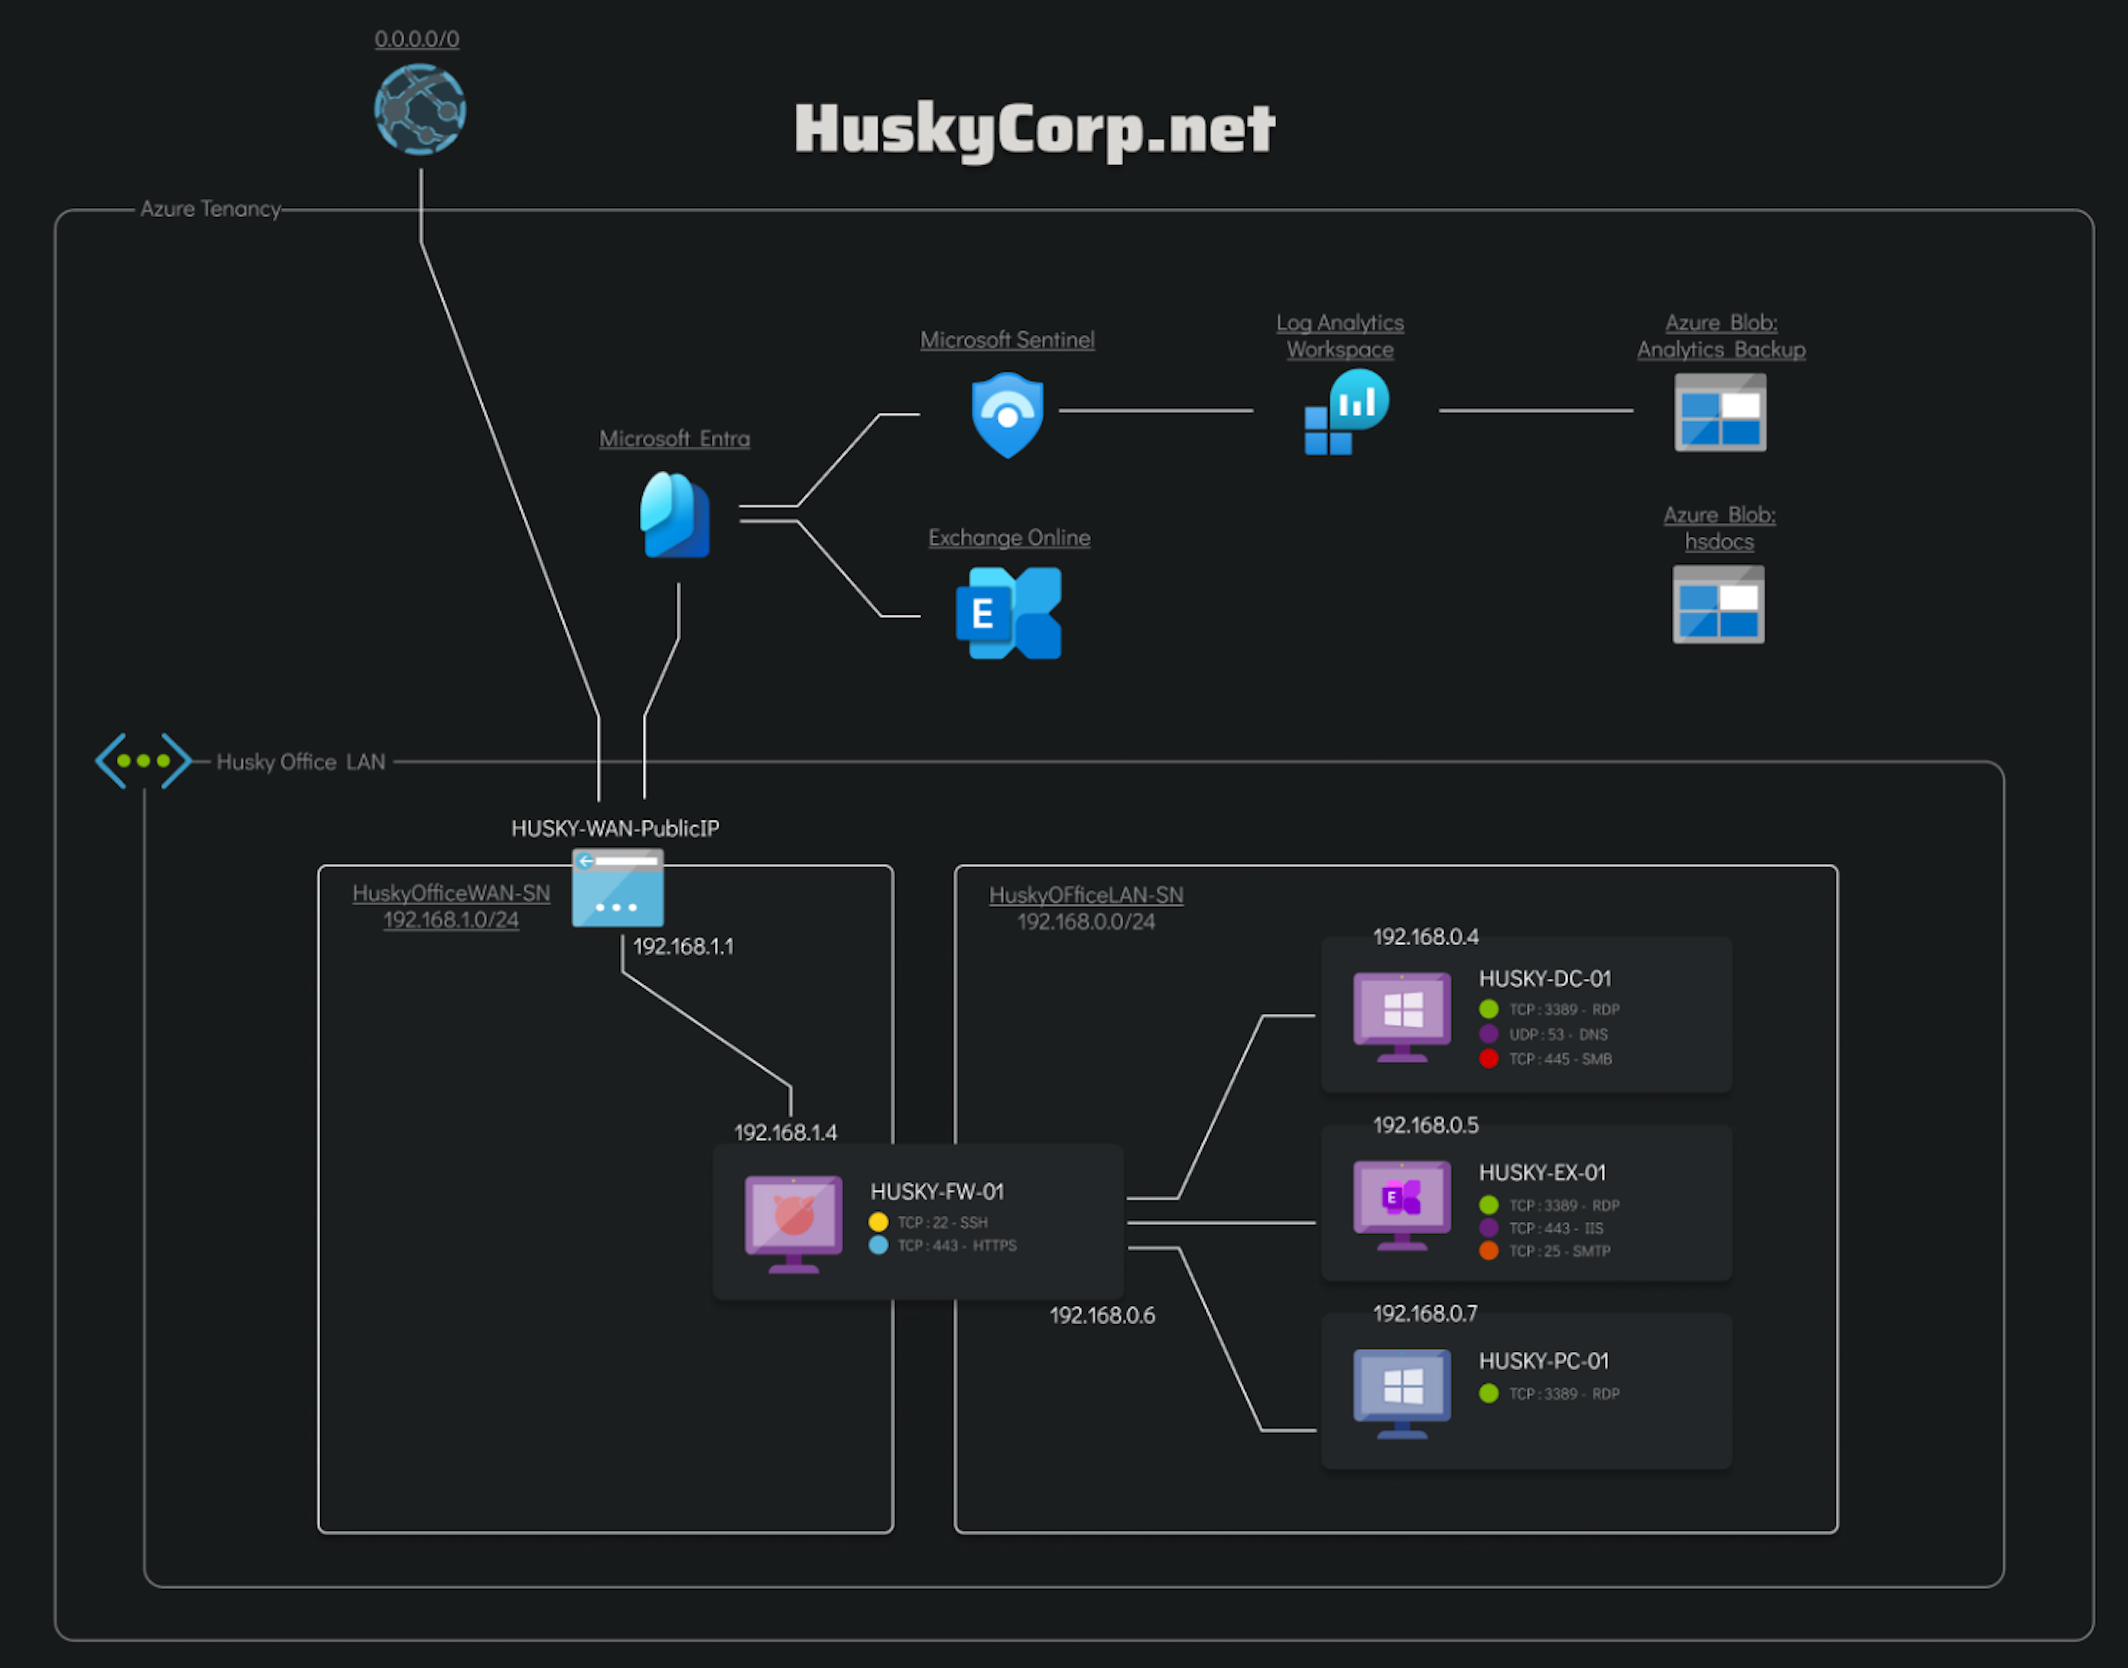 0.0.0.0/0
HuskyCorp.net
Azure Tenancy
Microsoft Sentinel
Log Analytics
Workspace
Azure Blob:
Analytics Backup
Microsoft Entra
Exchange Online
E
Azure Blob:
hsdocs
Husky Office LAN
HUSKY-WAN-PublicIP
HuskyOfficeWAN-SN
192.168.1.0/24
192.168.1.1
192.168.1.4
HUSKY-FW-01
TCP : 22 - SSH
TCP : 443 - HTTPS
192.168.0.6
HuskyOFficeLAN-SN
192.168.0.0/24
192.168.0.4
HUSKY-DC-01
TCP : 3389 - RDP
UDP : 53 - DNS
TCP : 445 - SMB
192.168.0.5
E
HUSKY-EX-01
TCP : 3389 - RDP
TCP : 443 - IIS
TCP : 25 - SMTP
192.168.0.7
HUSKY-PC-01
TCP : 3389 - RDP